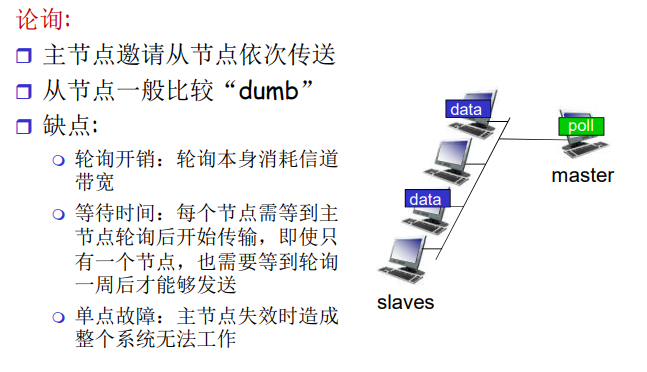 论询:
主节点邀请从节点依次传送
从节点一般比较“dumb”
缺点:
轮询开销：轮询本身消耗信道
带宽
等待时间：每个节点需等到主
节点轮询后开始传输，即使只
有一个节点，也需要等到轮询
一周后才能够发送
单点故障：主节点失效时造成
整个系统无法工作
data
poll
master
data
slaves